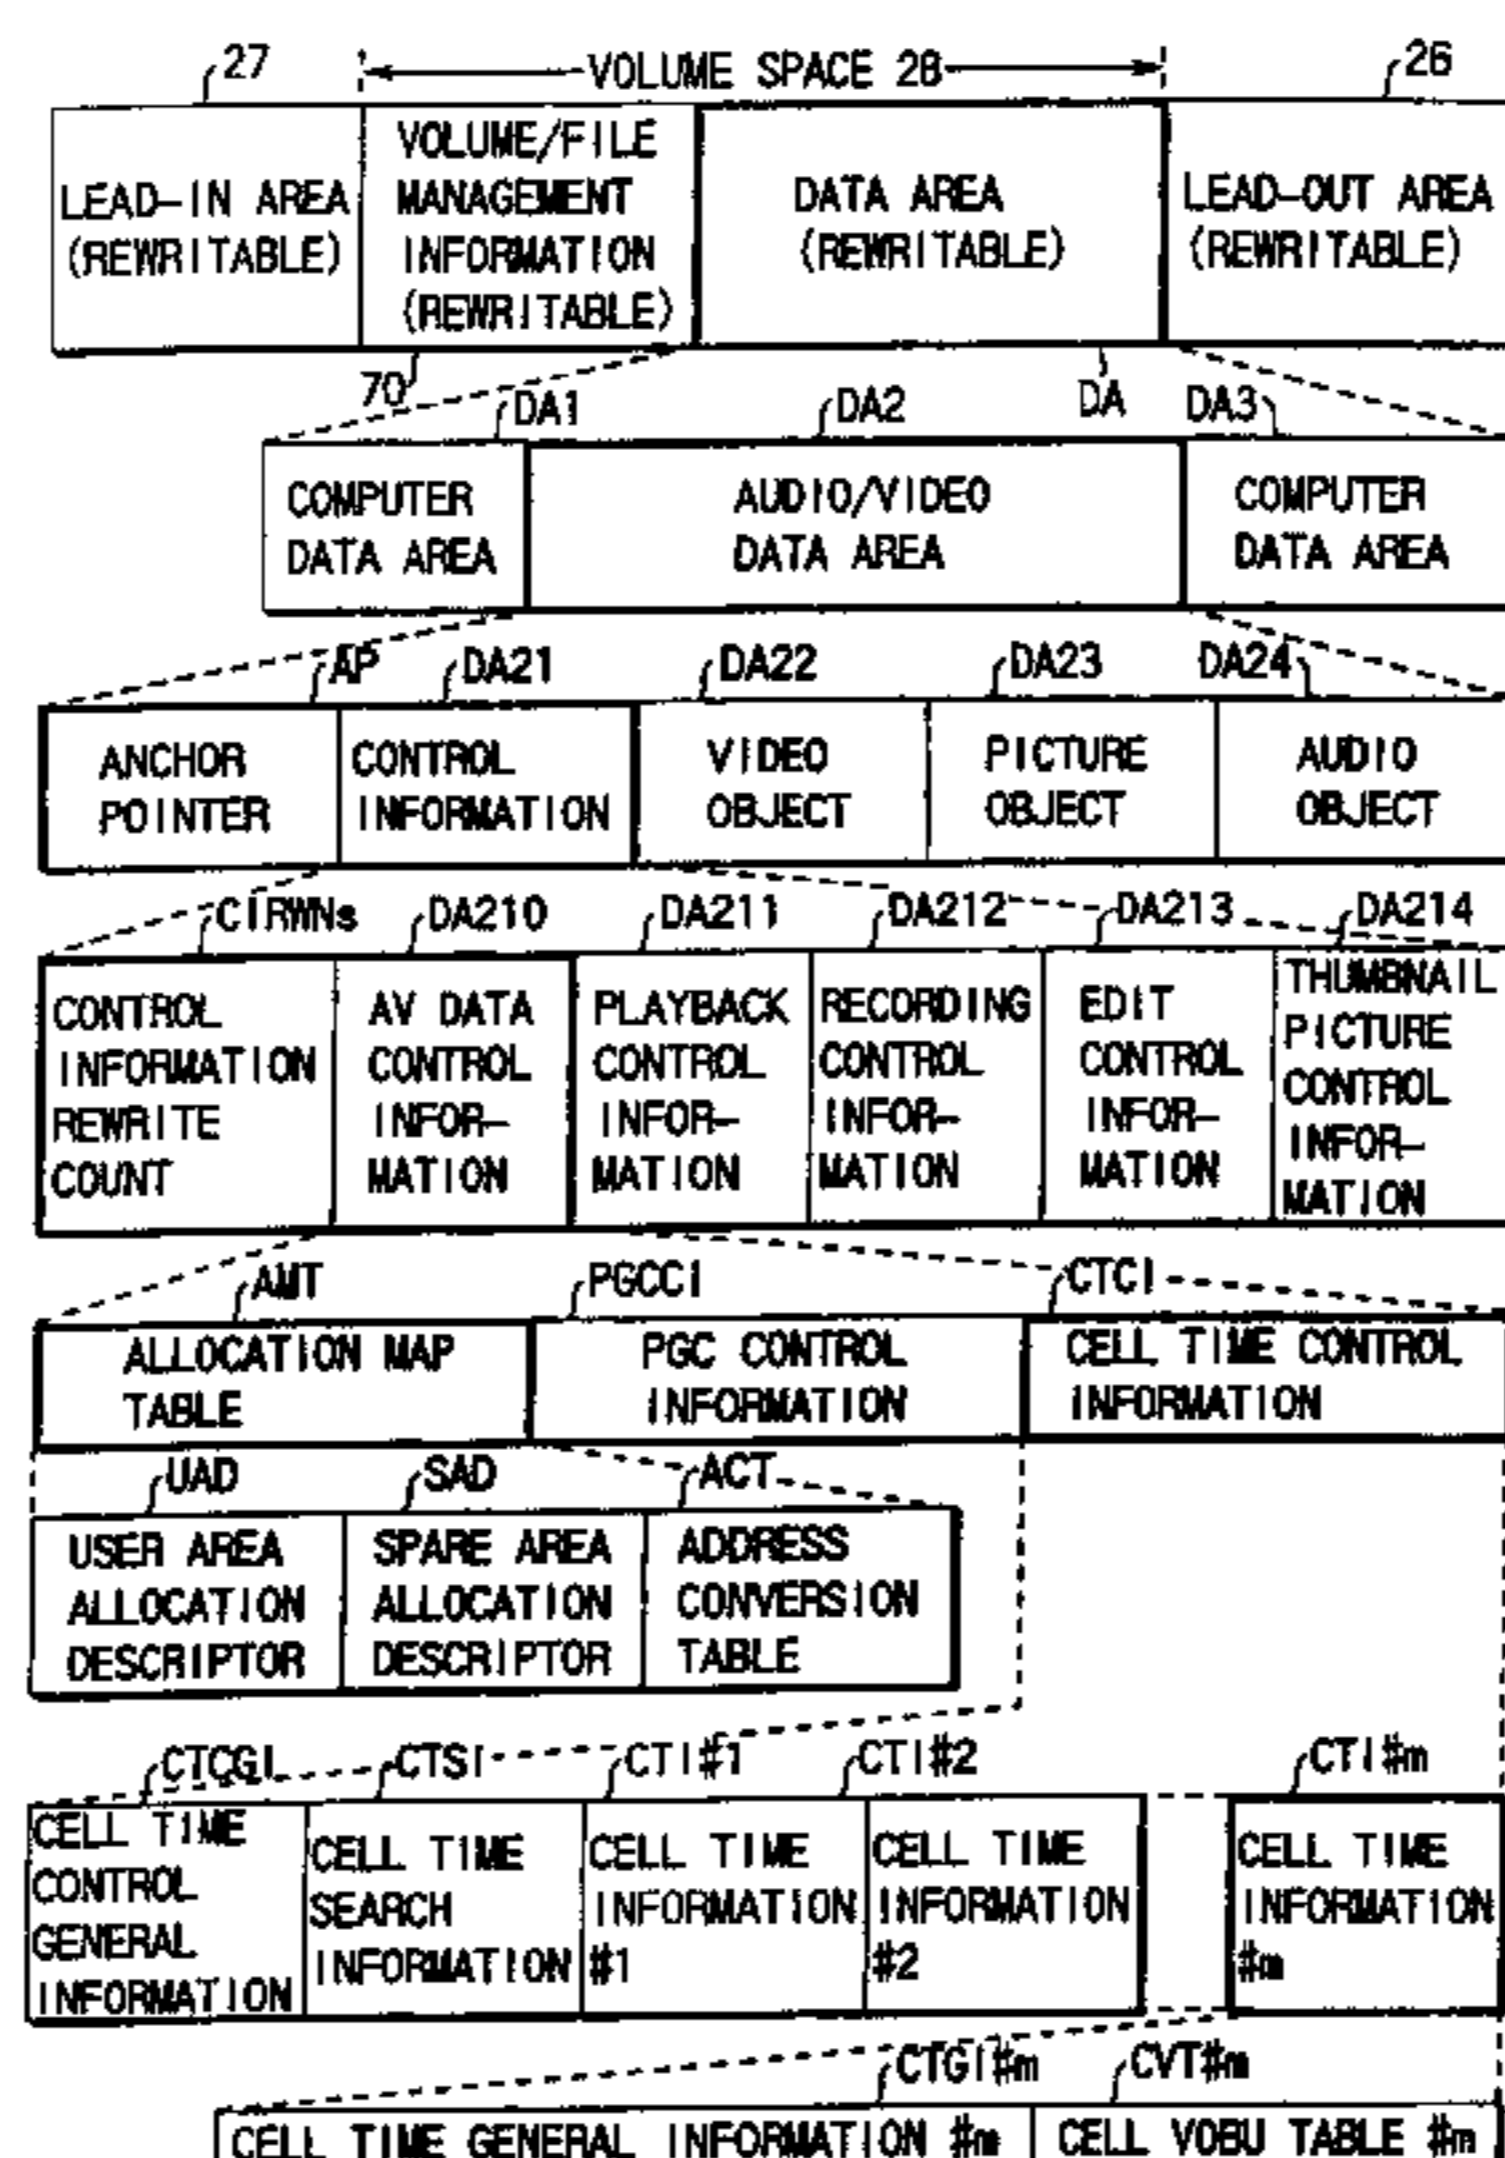 27
VOLUME SPACE 28
26
LEAD-IN AREA
(REWRITABLE)
VOLUME/FILE
MANAGEMENT
INFORMATION
(REWRITABLE)
DATA AREA
(REWRITABLE)
LEAD-OUT AREA
(REWRITABLE)
70
DA1
DA2
DA
DA3
COMPUTER
DATA AREA
AUDIO/VIDEO
DATA AREA
COMPUTER
DATA AREA
AP
DA21
DA22
DA23
DA24
ANCHOR
POINTER
CONTROL
INFORMATION
VIDEO
OBJECT
PICTURE
OBJECT
AUDIO
OBJECT
CIRWNs
DA210
DA211
DA212
DA213
DA214
CONTROL
INFORMATION
REWRITE
COUNT
AV DATA
CONTROL
INFOR-
MATION
PLAYBACK
CONTROL
INFOR-
MATION
RECORDING
CONTROL
INFOR-
MATION
EDIT
CONTROL
INFOR-
MATION
THUMBNAIL
PICTURE
CONTROL
INFOR-
MATION
AMT
PGCCI
CTCI
ALLOCATION MAP
TABLE
PGC CONTROL
INFORMATION
CELL TIME CONTROL
INFORMATION
UAD
SAD
ACT
USER AREA
ALLOCATION
DESCRIPTOR
SPARE AREA
ALLOCATION
DESCRIPTOR
ADDRESS
CONVERSION
TABLE
CTCGI
CTSI
CTI#1
CTI#2
CTI#m
CELL TIME
CONTROL
GENERAL
INFORMATION
CELL TIME
SEARCH
INFORMATION
CELL TIME
INFORMATION
#1
CELL TIME
INFORMATION
#2
CELL TIME
INFORMATION
#m
CTGI#m
CVT#m
CELL TIME GENERAL INFORMATION #m
CELL VOBU TABLE #m